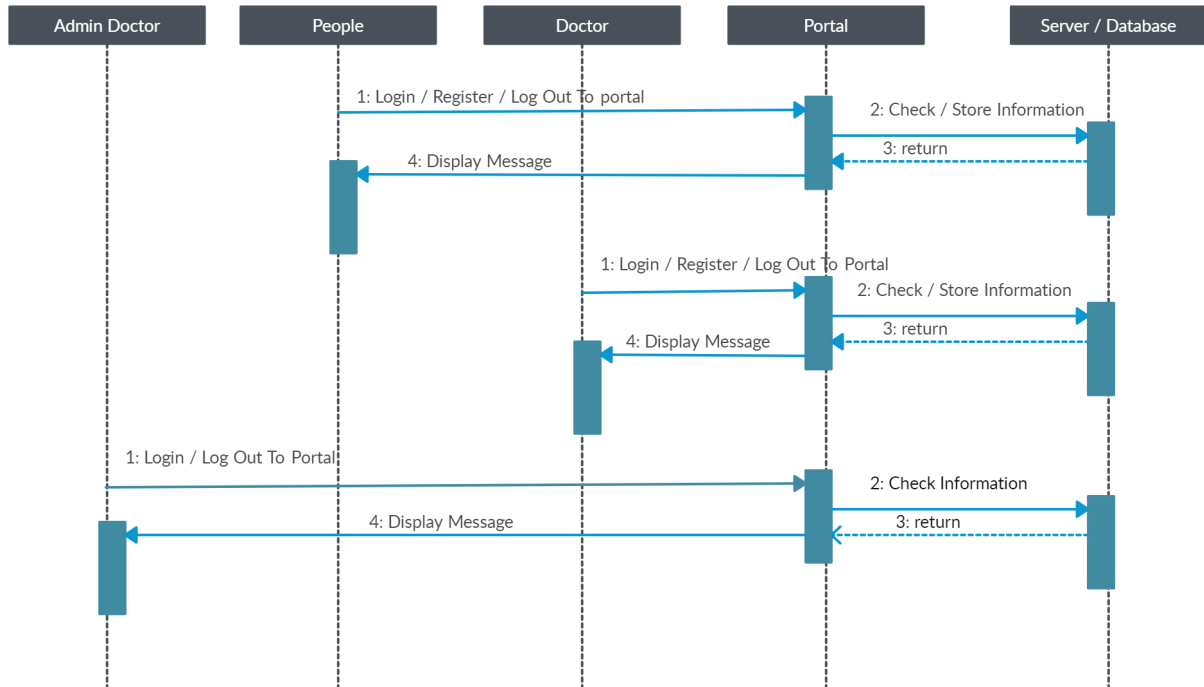 Admin Doctor
People
Doctor
Portal
Server / Database
1: Login / Register / Log Out To portal
2: Check / Store Information
3: return
4: Display Message
1: Login / Register / Log Out To Portal
2: Check / Store Information
3: return
4: Display Message
1: Login / Log Out To Portal
2: Check Information
3: return
4: Display Message